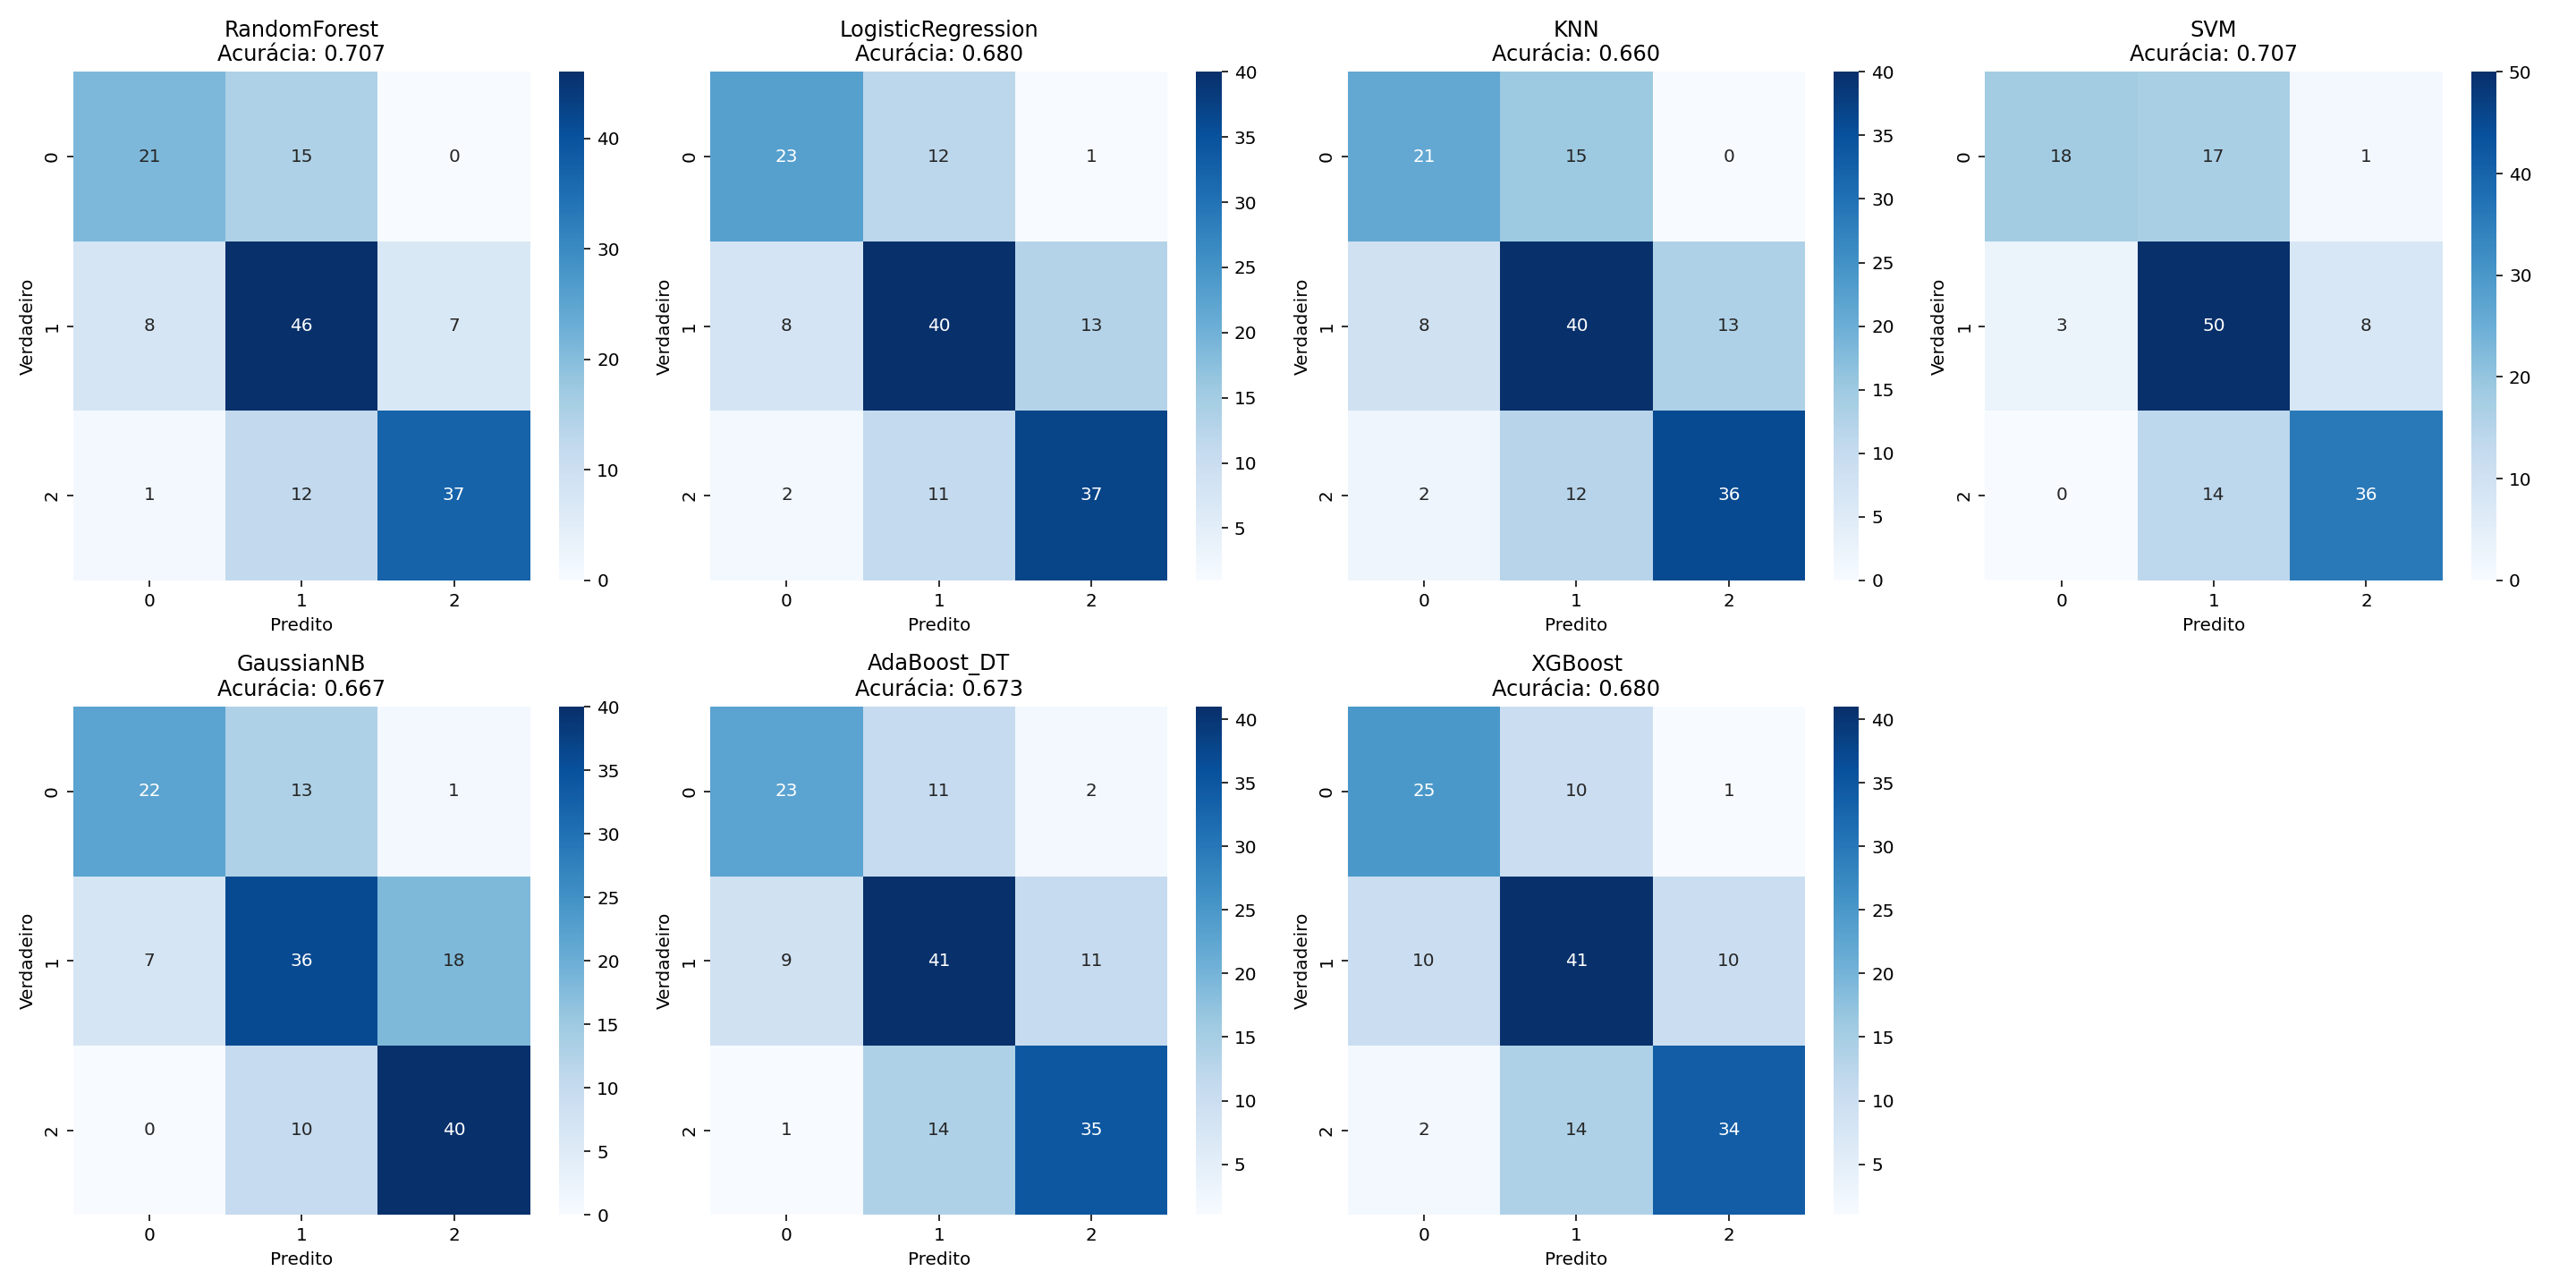 RandomForest
Acurácia: 0.707
21 15 0
8 46 7
1 12 37
0 1 2
0 1 2
Verdadeiro
Predito
40
30
20
10
0
LogisticRegression
Acurácia: 0.680
23 12 1
8 40 13
2 11 37
0 1 2
0 1 2
Verdadeiro
Predito
40
35
30
25
20
15
10
5
KNN
Acurácia: 0.660
21 15 0
8 40 13
2 12 36
0 1 2
0 1 2
Verdadeiro
Predito
40
35
30
25
20
15
10
5
0
SVM
Acurácia: 0.707
18 17 1
3 50 8
0 14 36
0 1 2
0 1 2
Verdadeiro
Predito
50
40
30
20
10
0
GaussianNB
Acurácia: 0.667
22 13 1
7 36 18
0 10 40
0 1 2
0 1 2
Verdadeiro
Predito
40
35
30
25
20
15
10
5
0
AdaBoost_DT
Acurácia: 0.673
23 11 2
9 41 11
1 14 35
0 1 2
0 1 2
Verdadeiro
Predito
40
35
30
25
20
15
10
5
XGBoost
Acurácia: 0.680
25 10 1
10 41 10
2 14 34
0 1 2
0 1 2
Verdadeiro
Predito
40
35
30
25
20
15
10
5